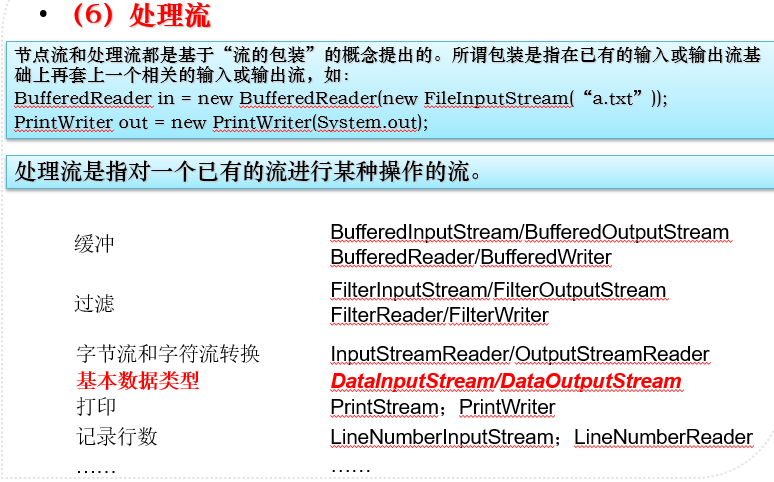 • （6）处理流
节点流和处理流都是基于“流的包装”的概念提出的。所谓包装是指在已有的输入或输出流基
础上再套上一个相关的输入或输出流，如：
BufferedReader in = new BufferedReader(new FileInputStream(“a.txt”));
PrintWriter out = new PrintWriter(System.out);
处理流是指对一个已有的流进行某种操作的流。
缓冲 BufferedInputStream/BufferedOutputStream
BufferedReader/BufferedWriter
过滤 FilterInputStream/FilterOutputStream
FilterReader/FilterWriter
字节流和字符流转换 InputStreamReader/OutputStreamReader
基本数据类型 DataInputStream/DataOutputStream
打印 PrintStream；PrintWriter
记录行数 LineNumberInputStream；LineNumberReader
…… ……